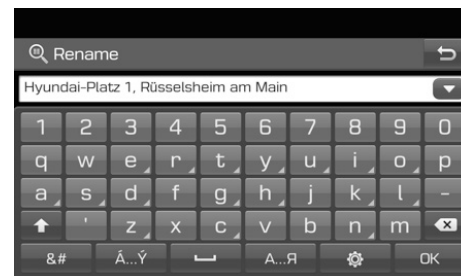 Rename
Hyundai-Platz 1, Rüsselsheim am Main
1 2 3 4 5 6 7 8 9 0
q w e r t y u i o p
a s d f g h j k l -
' z x c v b n m
&# Á...Ý А...Я OK